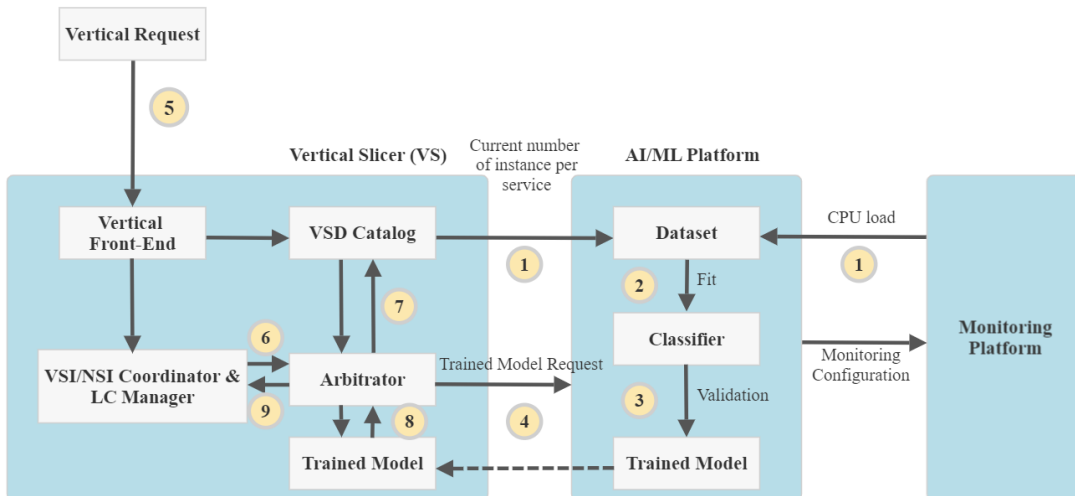 Vertical Request
5
Vertical Slicer (VS)
Current number
of instance per
service
AI/ML Platform
Vertical
Front-End
VSD Catalog
1
Dataset
CPU load
1
2
Fit
7
Classifier
Monitoring
Platform
6
VSI/NSI Coordinator &
LC Manager
9
Arbitrator
Trained Model Request
4
Monitoring
Configuration
3
Validation
8
Trained Model
Trained Model